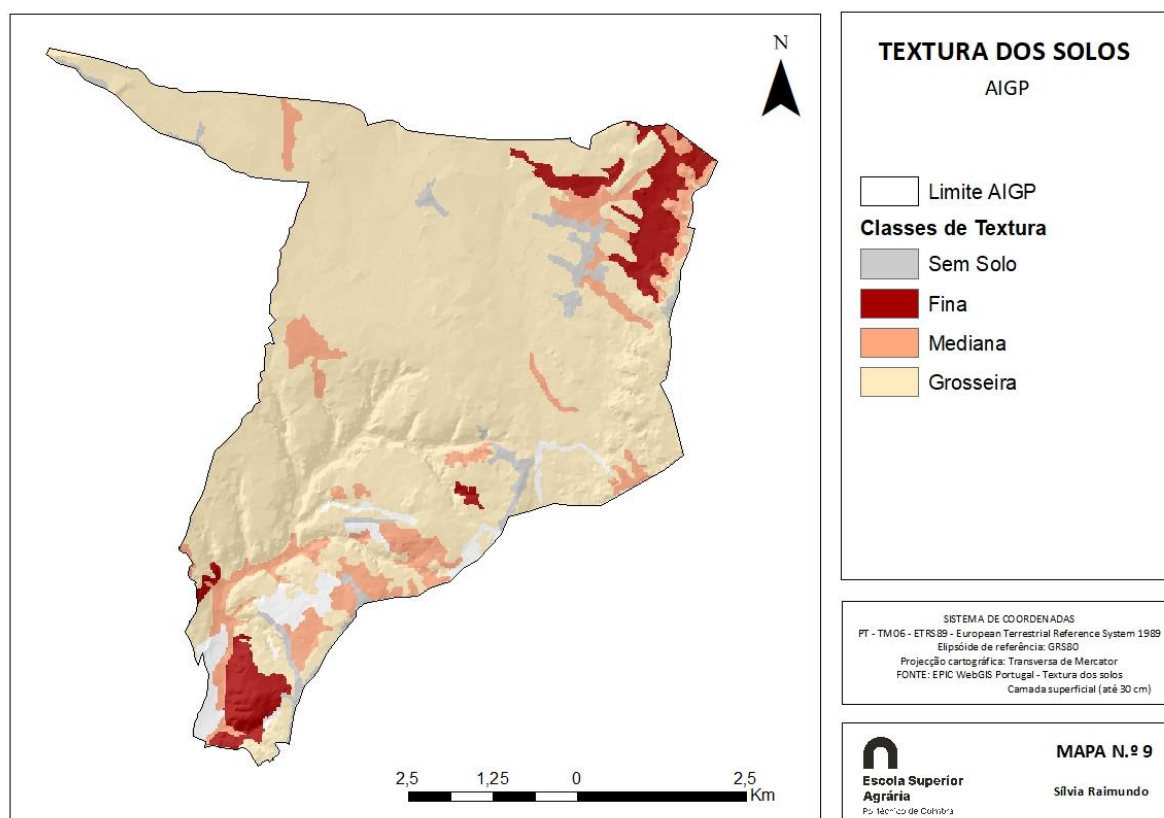 N
2,5 1,25 0 2,5
Km
TEXTURA DOS SOLOS
AIGP
Limite AIGP
Classes de Textura
Sem Solo
Fina
Mediana
Grosseira
SISTEMA DE COORDENADAS
PT - TM06 - ETRS89 - European Terrestrial Reference System 1989
Elipsóide de referência: GRS80
Projecção cartográfica: Transversa de Mercator
FONTE: EPIC WebGIS Portugal - Textura dos solos
Camada superficial (até 30 cm)
Escola Superior
Agrária
Politécnico de Coimbra
MAPA N.º 9
Sílvia Raimundo